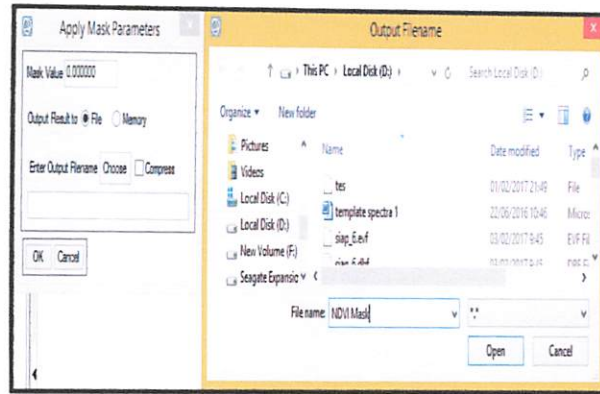 Apply Mask Parameters
Mask Value 0.000000
Output Result to File Memory
Enter Output Filename Choose Compress
OK Cancel
Output Filename
This PC Local Disk (D:)
Search Local Disk (D:)
Organize New folder
Pictures
Videos
Local Disk (C:)
Local Disk (D:)
New Volume (F:)
Seagate Expansio
Name Date modified Type
tes 01/02/2017 21:49 File
template spectra 1 22/06/2016 10:46 Micros
siap_6.evf 03/02/2017 9:45 EVF Fil
File name: NDVI Mask *.*
Open Cancel